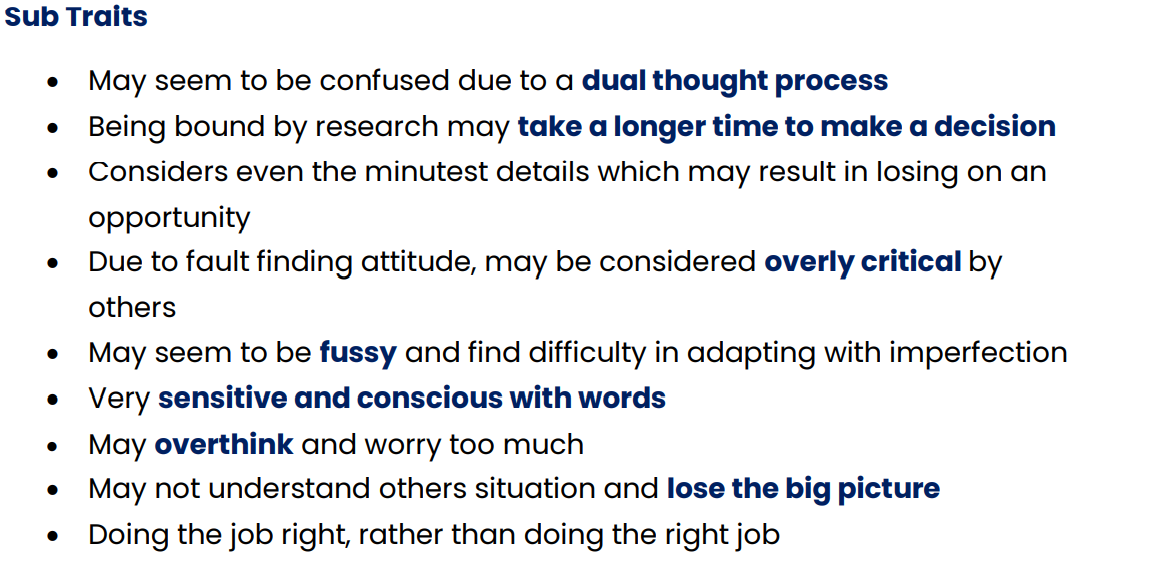 Sub Traits
• May seem to be confused due to a dual thought process
• Being bound by research may take a longer time to make a decision
• Considers even the minutest details which may result in losing on an
opportunity
• Due to fault finding attitude, may be considered overly critical by
others
• May seem to be fussy and find difficulty in adapting with imperfection
• Very sensitive and conscious with words
• May overthink and worry too much
• May not understand others situation and lose the big picture
• Doing the job right, rather than doing the right job